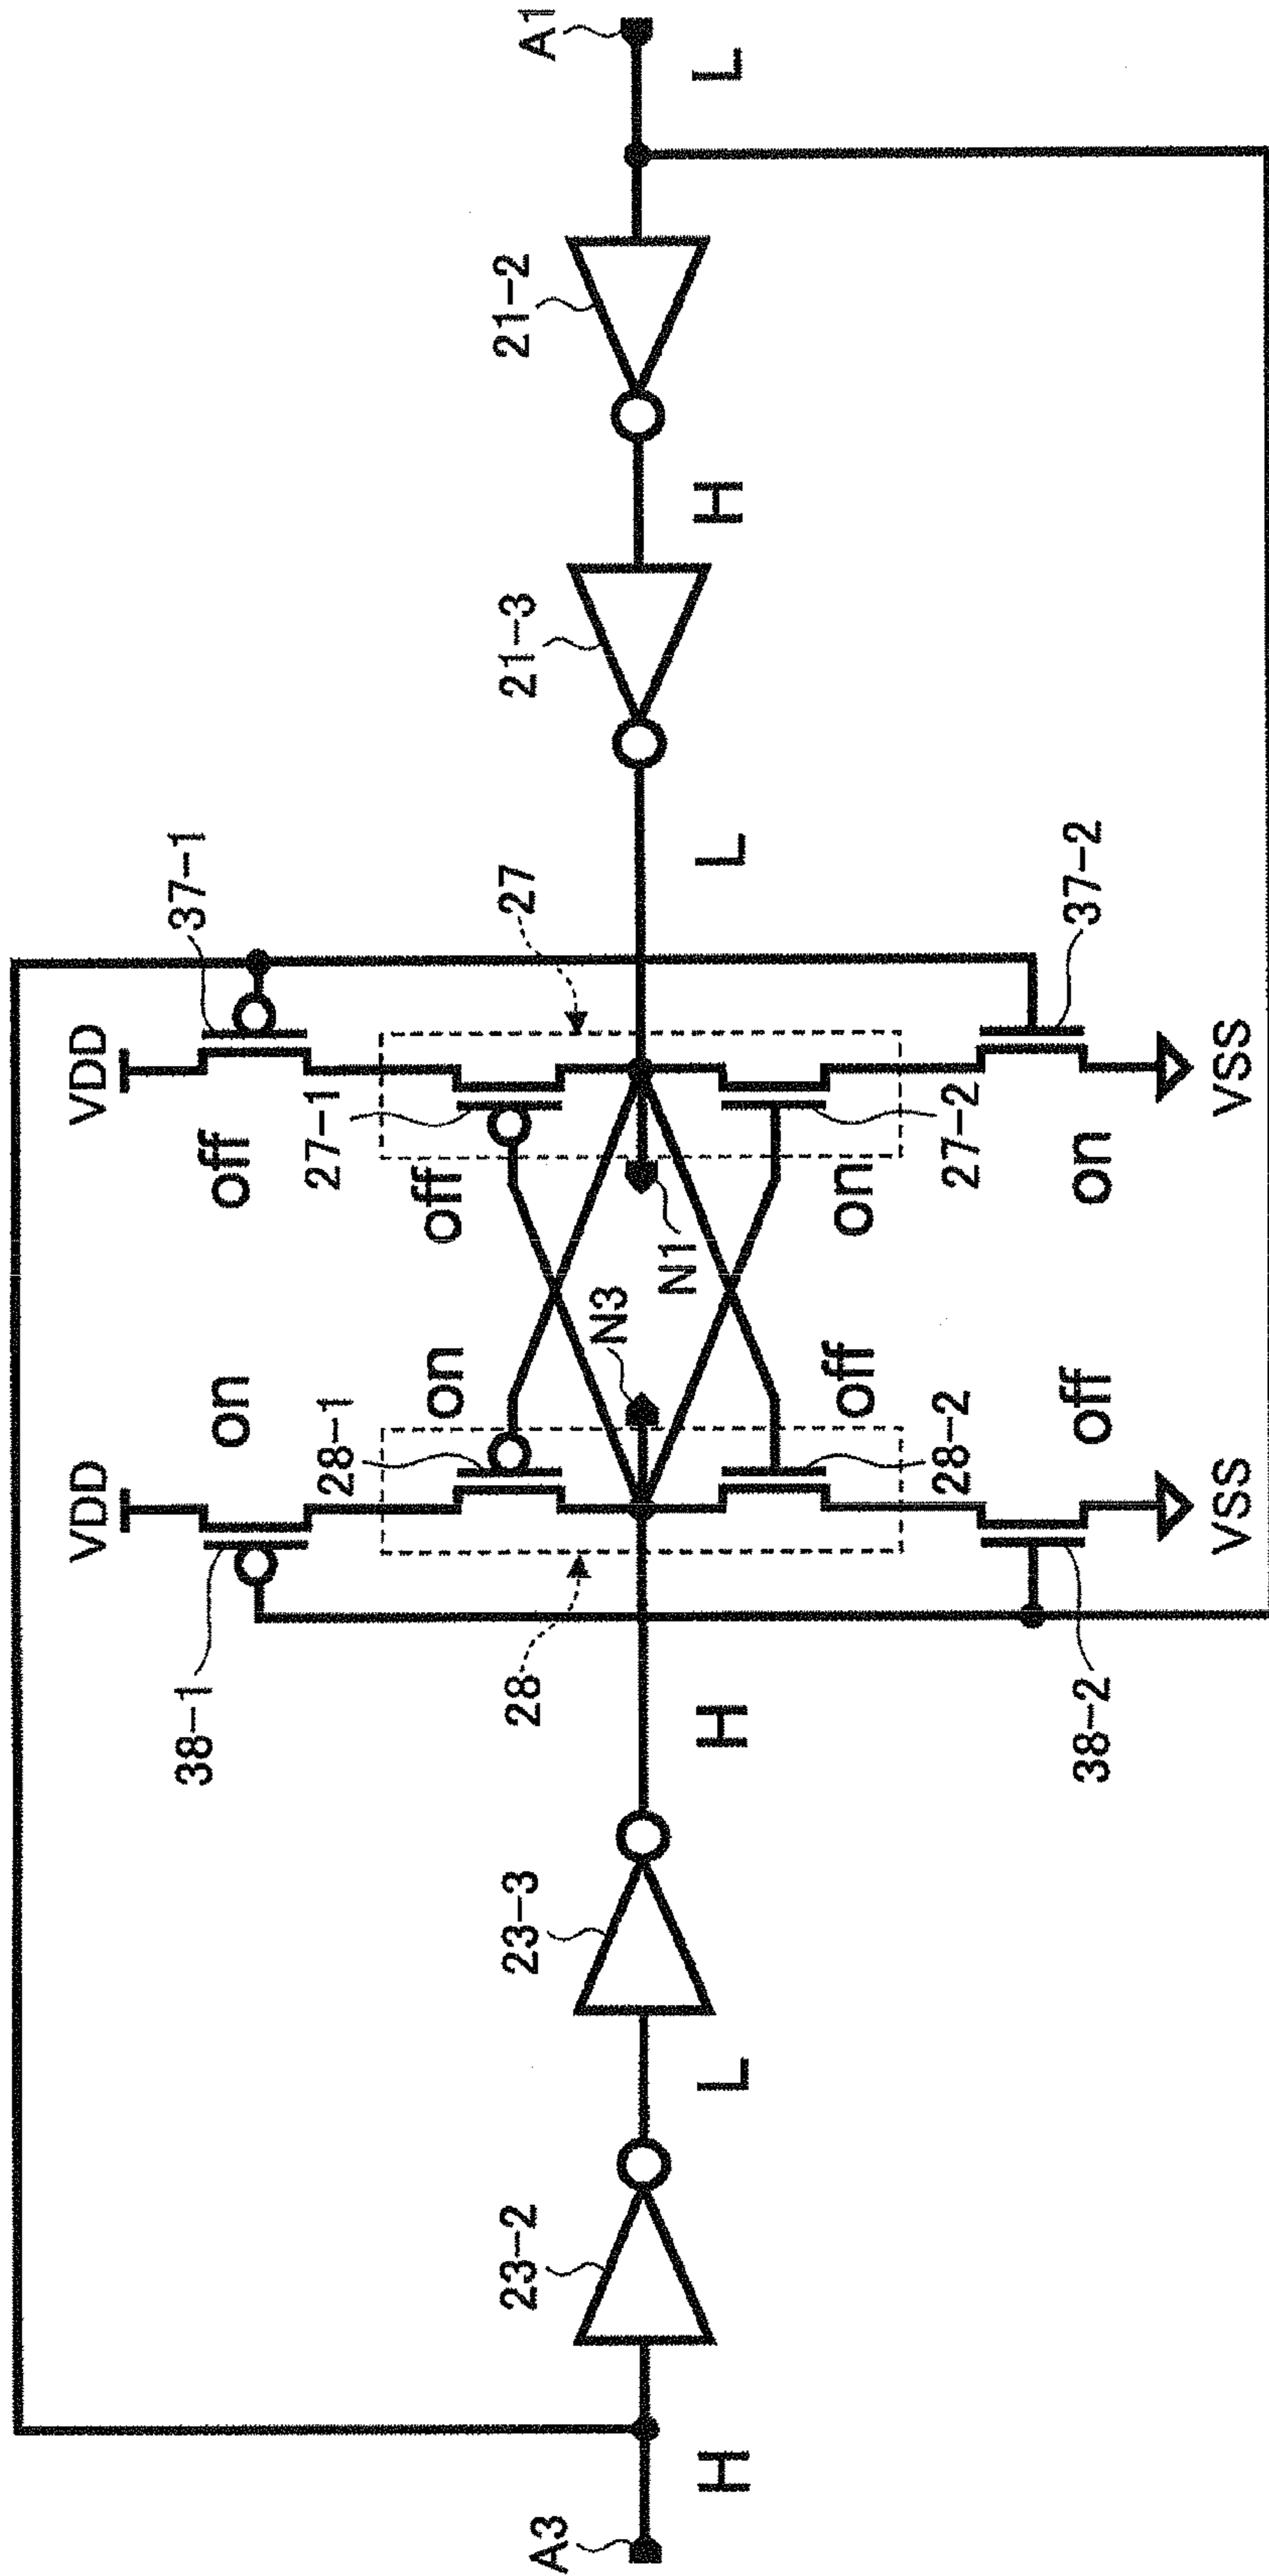 VDD
VDD
38-1
on
off
37-1
28-1
on
off
27-1
A3
23-2
23-3
28
N3
N1
27
21-3
21-2
A1
H
L
H
L
H
L
28-2
off
on
27-2
38-2
off
on
37-2
VSS
VSS